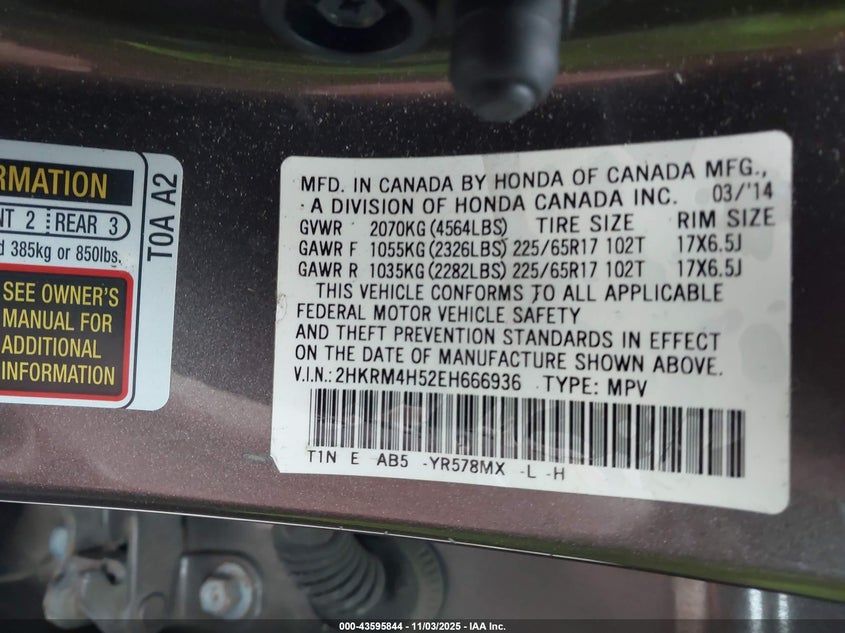 RMATION
NT 2 REAR 3
d 385kg or 850lbs.
SEE OWNER'S
MANUAL FOR
ADDITIONAL
INFORMATION
T0A A2
MFD. IN CANADA BY HONDA OF CANADA MFG.,
A DIVISION OF HONDA CANADA INC. 03/'14
GVWR 2070KG (4564LBS) TIRE SIZE RIM SIZE
GAWR F 1055KG (2326LBS) 225/65R17 102T 17X6.5J
GAWR R 1035KG (2282LBS) 225/65R17 102T 17X6.5J
THIS VEHICLE CONFORMS TO ALL APPLICABLE
FEDERAL MOTOR VEHICLE SAFETY
AND THEFT PREVENTION STANDARDS IN EFFECT
ON THE DATE OF MANUFACTURE SHOWN ABOVE.
V.I.N.: 2HKRM4H52EH666936 TYPE: MPV
T1N E AB5 -YR578MX -L -H
000-43595844 - 11/03/2025 - IAA Inc.